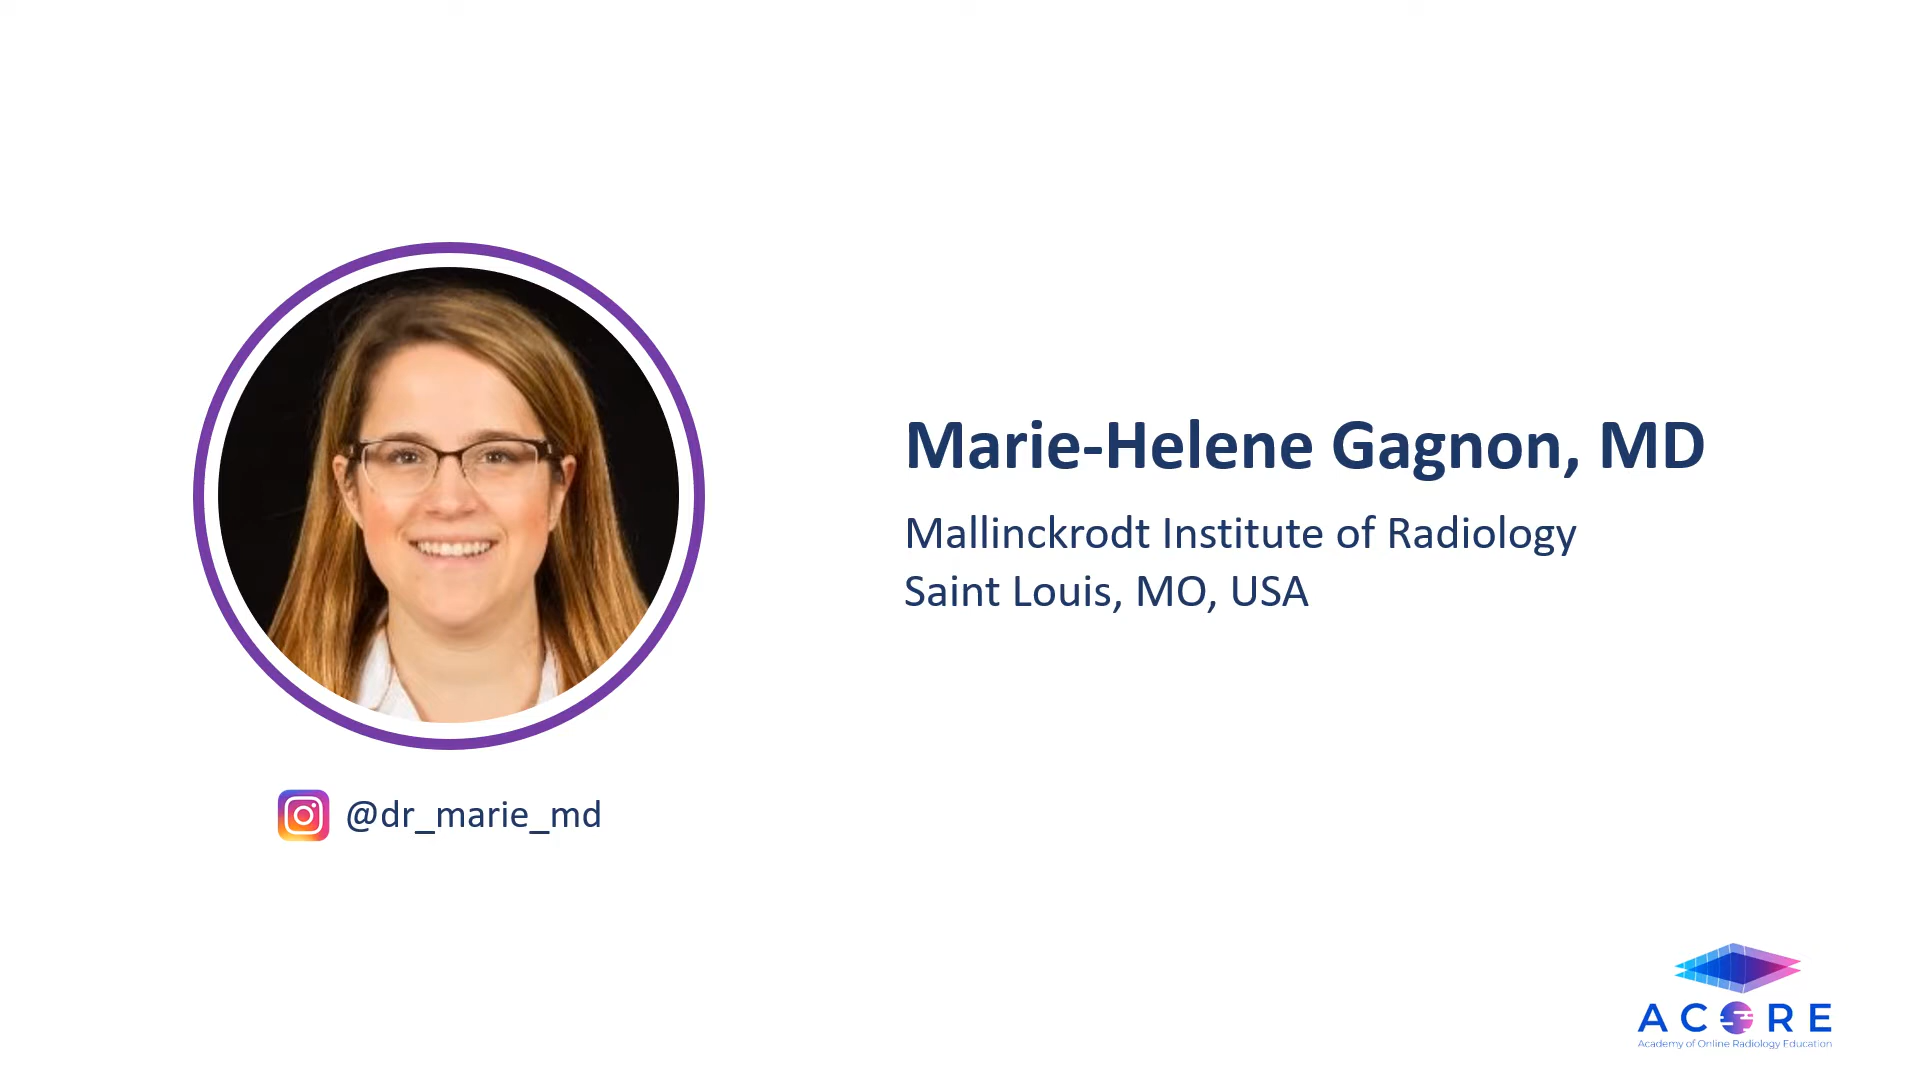 Marie-Helene Gagnon, MD
Mallinckrodt Institute of Radiology
Saint Louis, MO, USA
@dr_marie_md
ACORE
Academy of Online Radiology Education